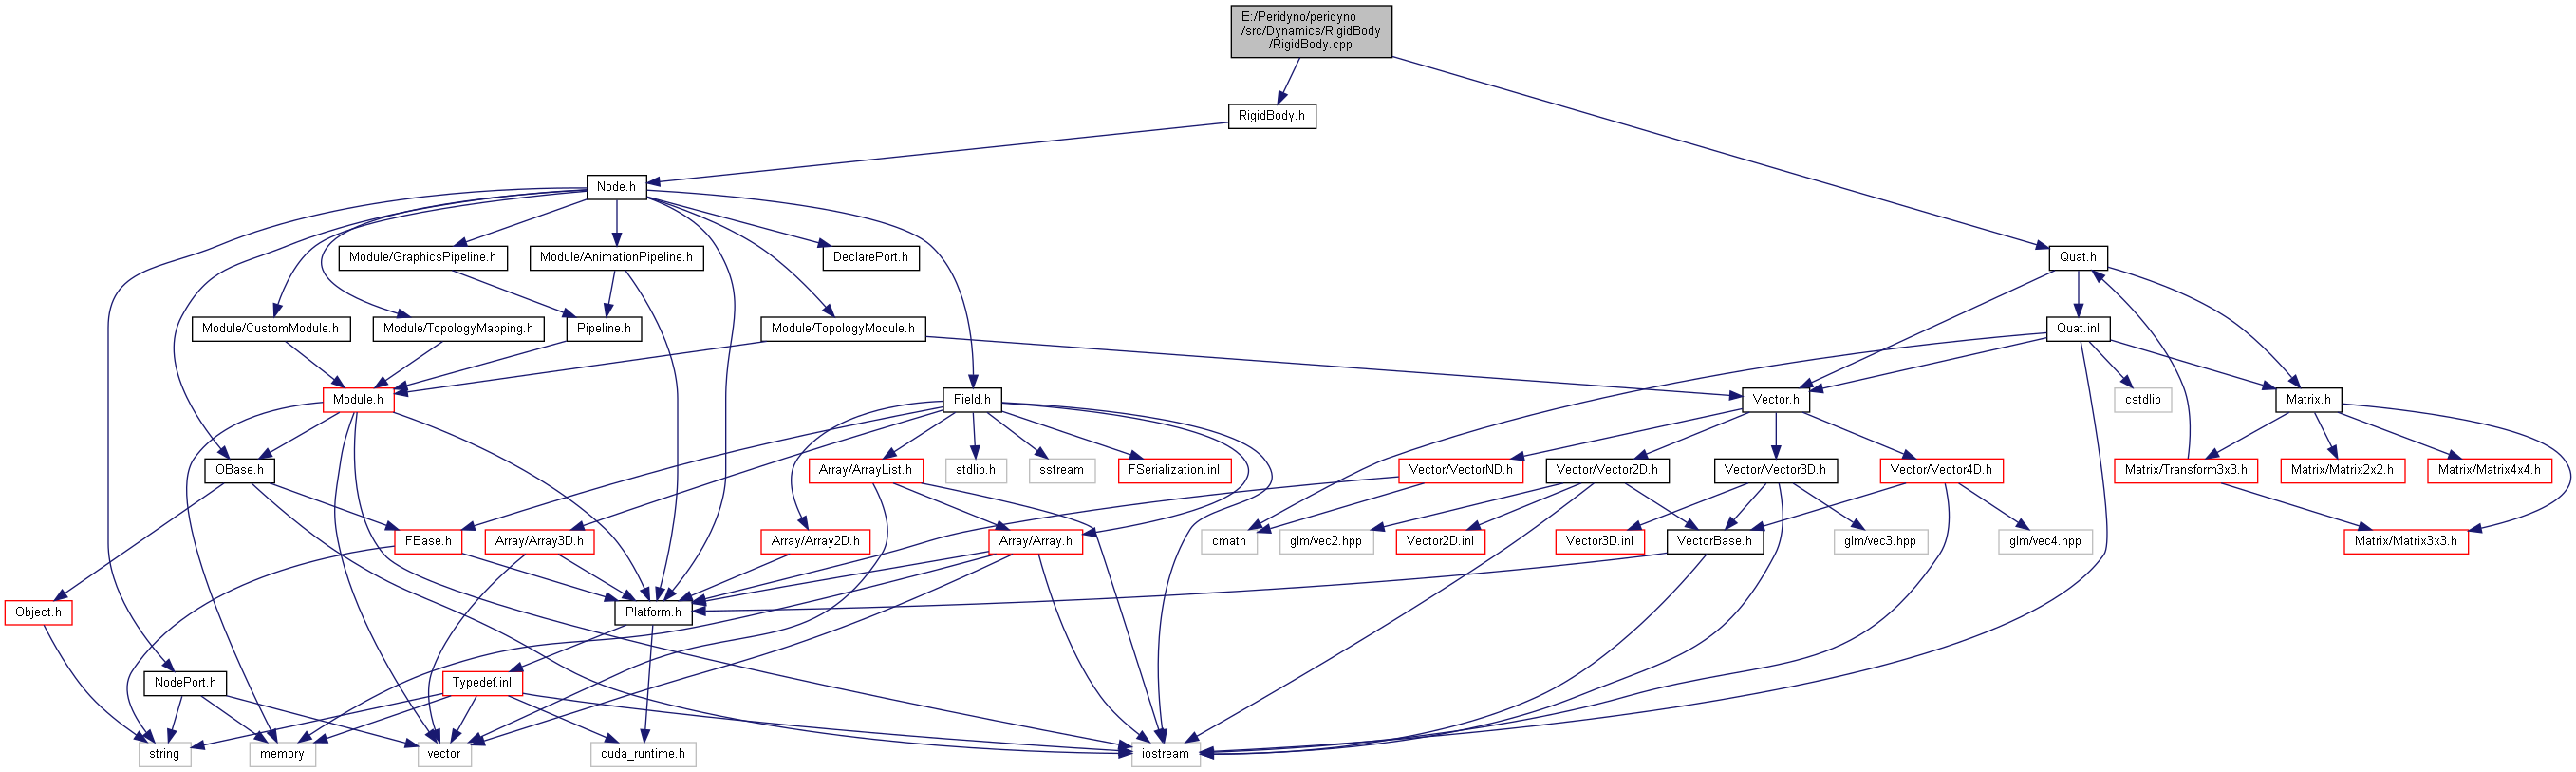 E:/Peridyno/peridyno
/src/Dynamics/RigidBody
/RigidBody.cpp
RigidBody.h
Node.h
Module/GraphicsPipeline.h
Module/AnimationPipeline.h
DeclarePort.h
Quat.h
Module/CustomModule.h
Module/TopologyMapping.h
Pipeline.h
Module/TopologyModule.h
Quat.inl
Module.h
Field.h
Vector.h
cstdlib
Matrix.h
OBase.h
Array/ArrayList.h
stdlib.h
sstream
FSerialization.inl
Vector/VectorND.h
Vector/Vector2D.h
Vector/Vector3D.h
Vector/Vector4D.h
Matrix/Transform3x3.h
Matrix/Matrix2x2.h
Matrix/Matrix4x4.h
FBase.h
Array/Array3D.h
Array/Array2D.h
Array/Array.h
cmath
glm/vec2.hpp
Vector2D.inl
Vector3D.inl
VectorBase.h
glm/vec3.hpp
glm/vec4.hpp
Matrix/Matrix3x3.h
Object.h
Platform.h
NodePort.h
Typedef.inl
string
memory
vector
cuda_runtime.h
iostream